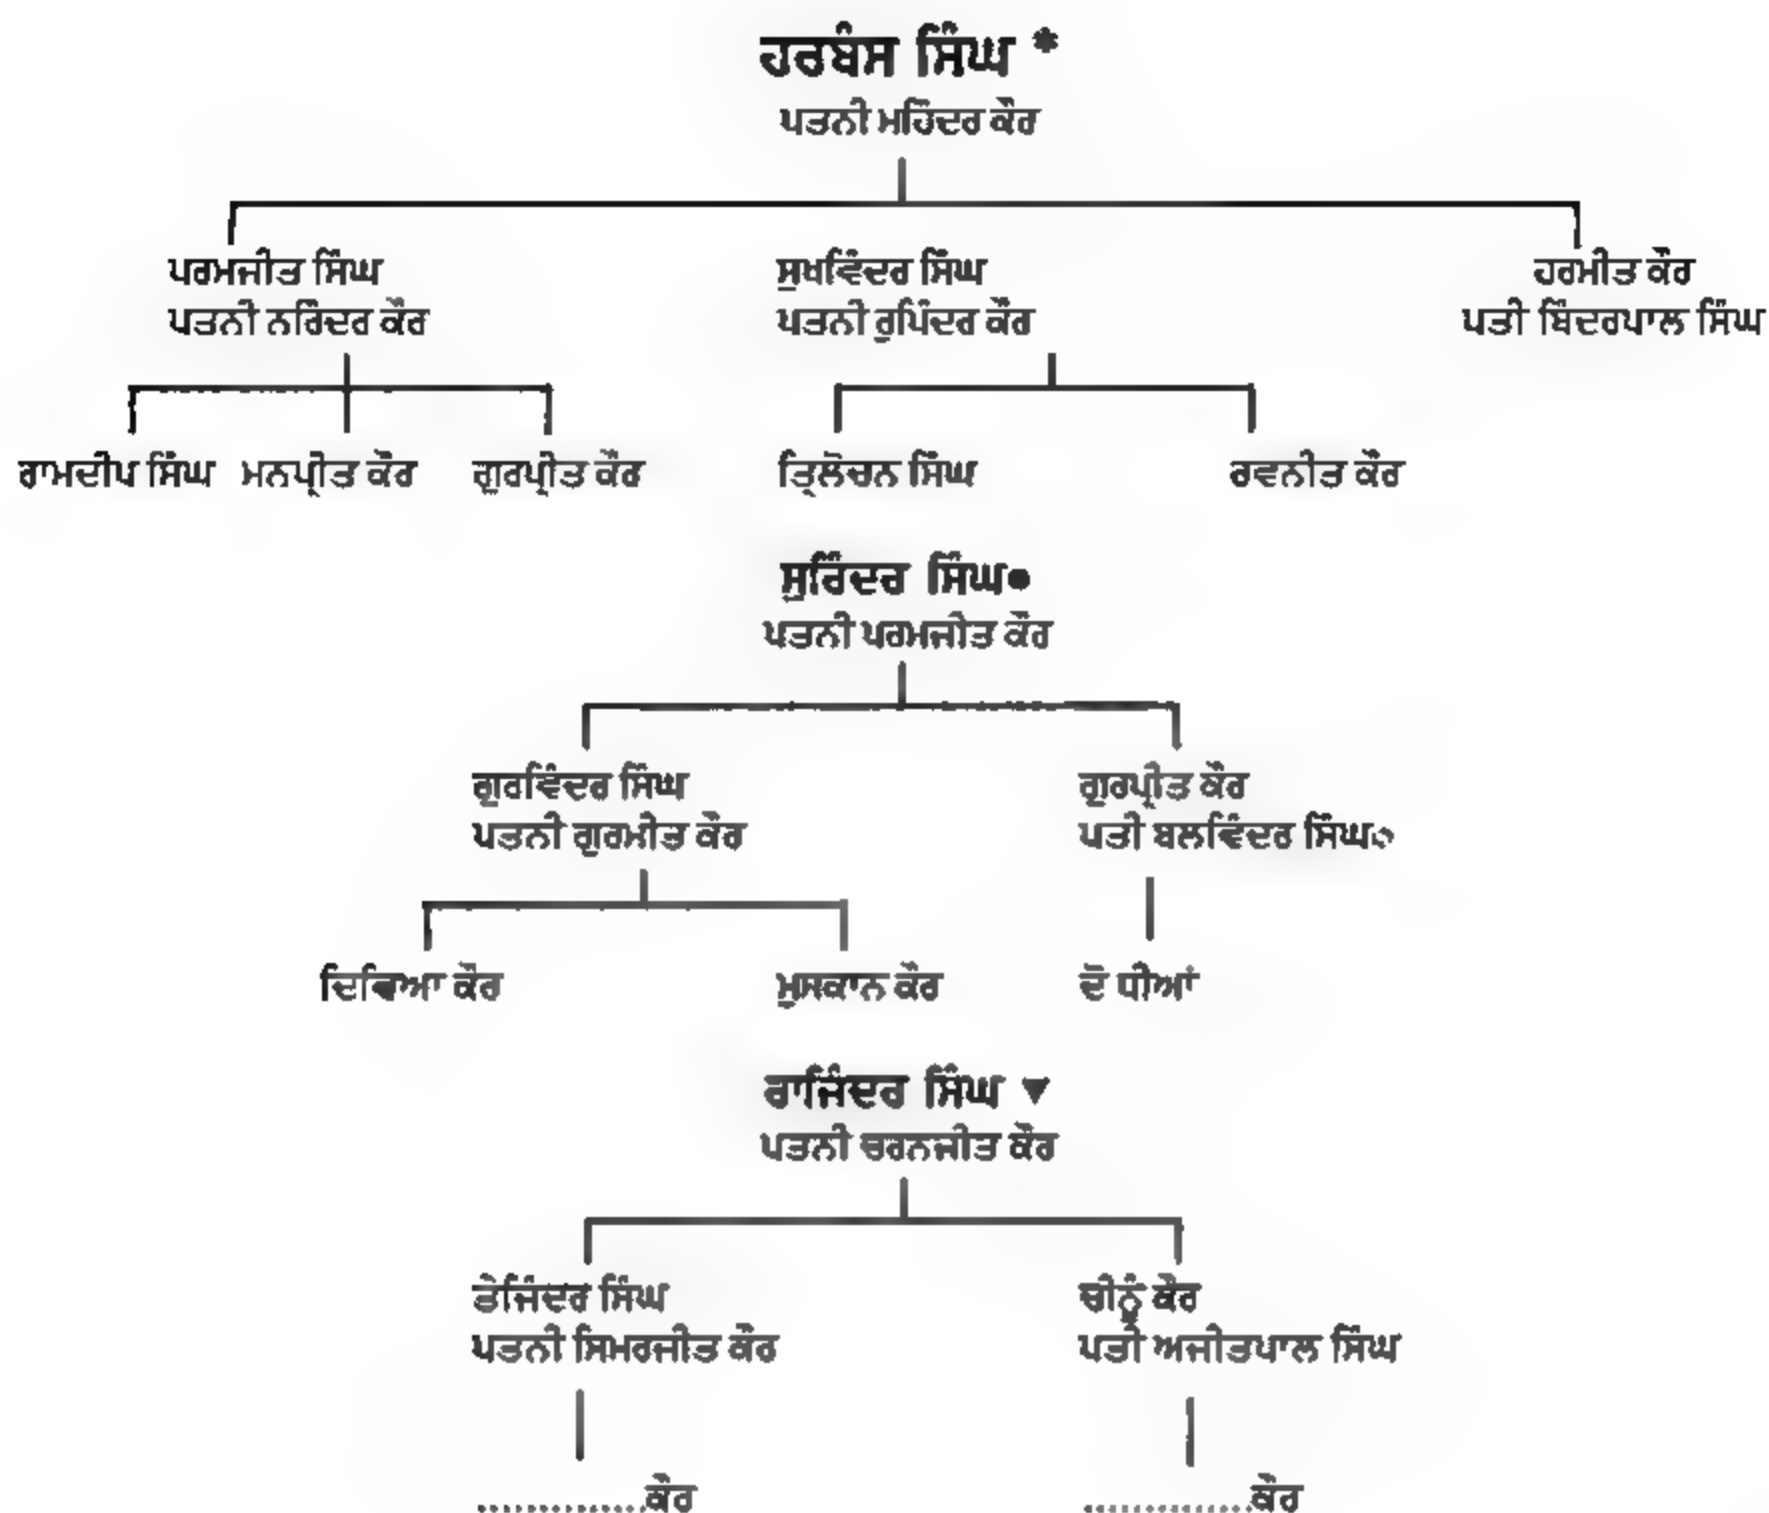 ਹਰਬੰਸ ਸਿੰਘ *
ਪਤਨੀ ਮਹਿੰਦਰ ਕੌਰ
ਪਰਮਜੀਤ ਸਿੰਘ
ਪਤਨੀ ਨਰਿੰਦਰ ਕੌਰ
ਸੁਖਵਿੰਦਰ ਸਿੰਘ
ਪਤਨੀ ਰੁਪਿੰਦਰ ਕੌਰ
ਹਰਮੀਤ ਕੌਰ
ਪਤੀ ਬਿੰਦਰਪਾਲ ਸਿੰਘ
ਰਾਮਦੀਪ ਸਿੰਘ
ਮਨਪ੍ਰੀਤ ਕੌਰ
ਗੁਰਪ੍ਰੀਤ ਕੌਰ
ਤ੍ਰਿਲੋਚਨ ਸਿੰਘ
ਰਵਨੀਤ ਕੌਰ
ਸੁਰਿੰਦਰ ਸਿੰਘ●
ਪਤਨੀ ਪਰਮਜੀਤ ਕੌਰ
ਗੁਰਵਿੰਦਰ ਸਿੰਘ
ਪਤਨੀ ਗੁਰਮੀਤ ਕੌਰ
ਗੁਰਪ੍ਰੀਤ ਕੌਰ
ਪਤੀ ਬਲਵਿੰਦਰ ਸਿੰਘ
ਦਿਵਿਆ ਕੌਰ
ਮੁਸਕਾਨ ਕੌਰ
ਦੋ ਧੀਆਂ
ਰਾਜਿੰਦਰ ਸਿੰਘ ▼
ਪਤਨੀ ਚਰਨਜੀਤ ਕੌਰ
ਤੇਜਿੰਦਰ ਸਿੰਘ
ਪਤਨੀ ਸਿਮਰਜੀਤ ਕੌਰ
ਕੌਰ
ਪਤੀ ਅਜੀਤਪਾਲ ਸਿੰਘ
..............ਕੌਰ
..............ਕੌਰ